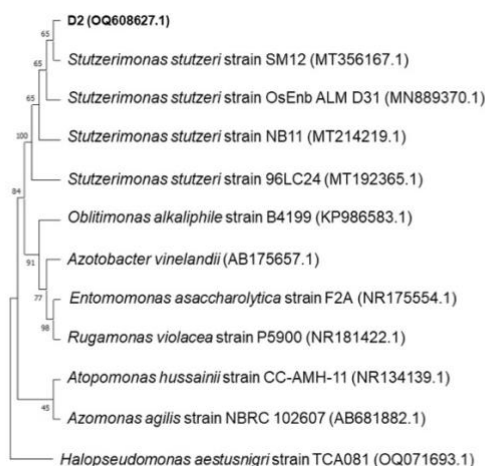 D2 (OQ608627.1)
65
Stutzerimonas stutzeri strain SM12 (MT356167.1)
65
Stutzerimonas stutzeri strain OsEnb ALM D31 (MN889370.1)
65
Stutzerimonas stutzeri strain NB11 (MT214219.1)
100
Stutzerimonas stutzeri strain 96LC24 (MT192365.1)
84
Oblitimonas alkaliphile strain B4199 (KP986583.1)
91
Azotobacter vinelandii (AB175657.1)
77
Entomomonas asaccharolytica strain F2A (NR175554.1)
98
Rugamonas violacea strain P5900 (NR181422.1)
Atopomonas hussainii strain CC-AMH-11 (NR134139.1)
45
Azomonas agilis strain NBRC 102607 (AB681882.1)
Halopseudomonas aestusnigri strain TCA081 (OQ071693.1)